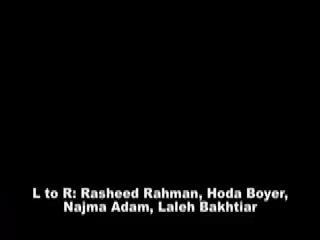 L to R: Rasheed Rahman, Hoda Boyer,
Najma Adam, Laleh Bakhtiar